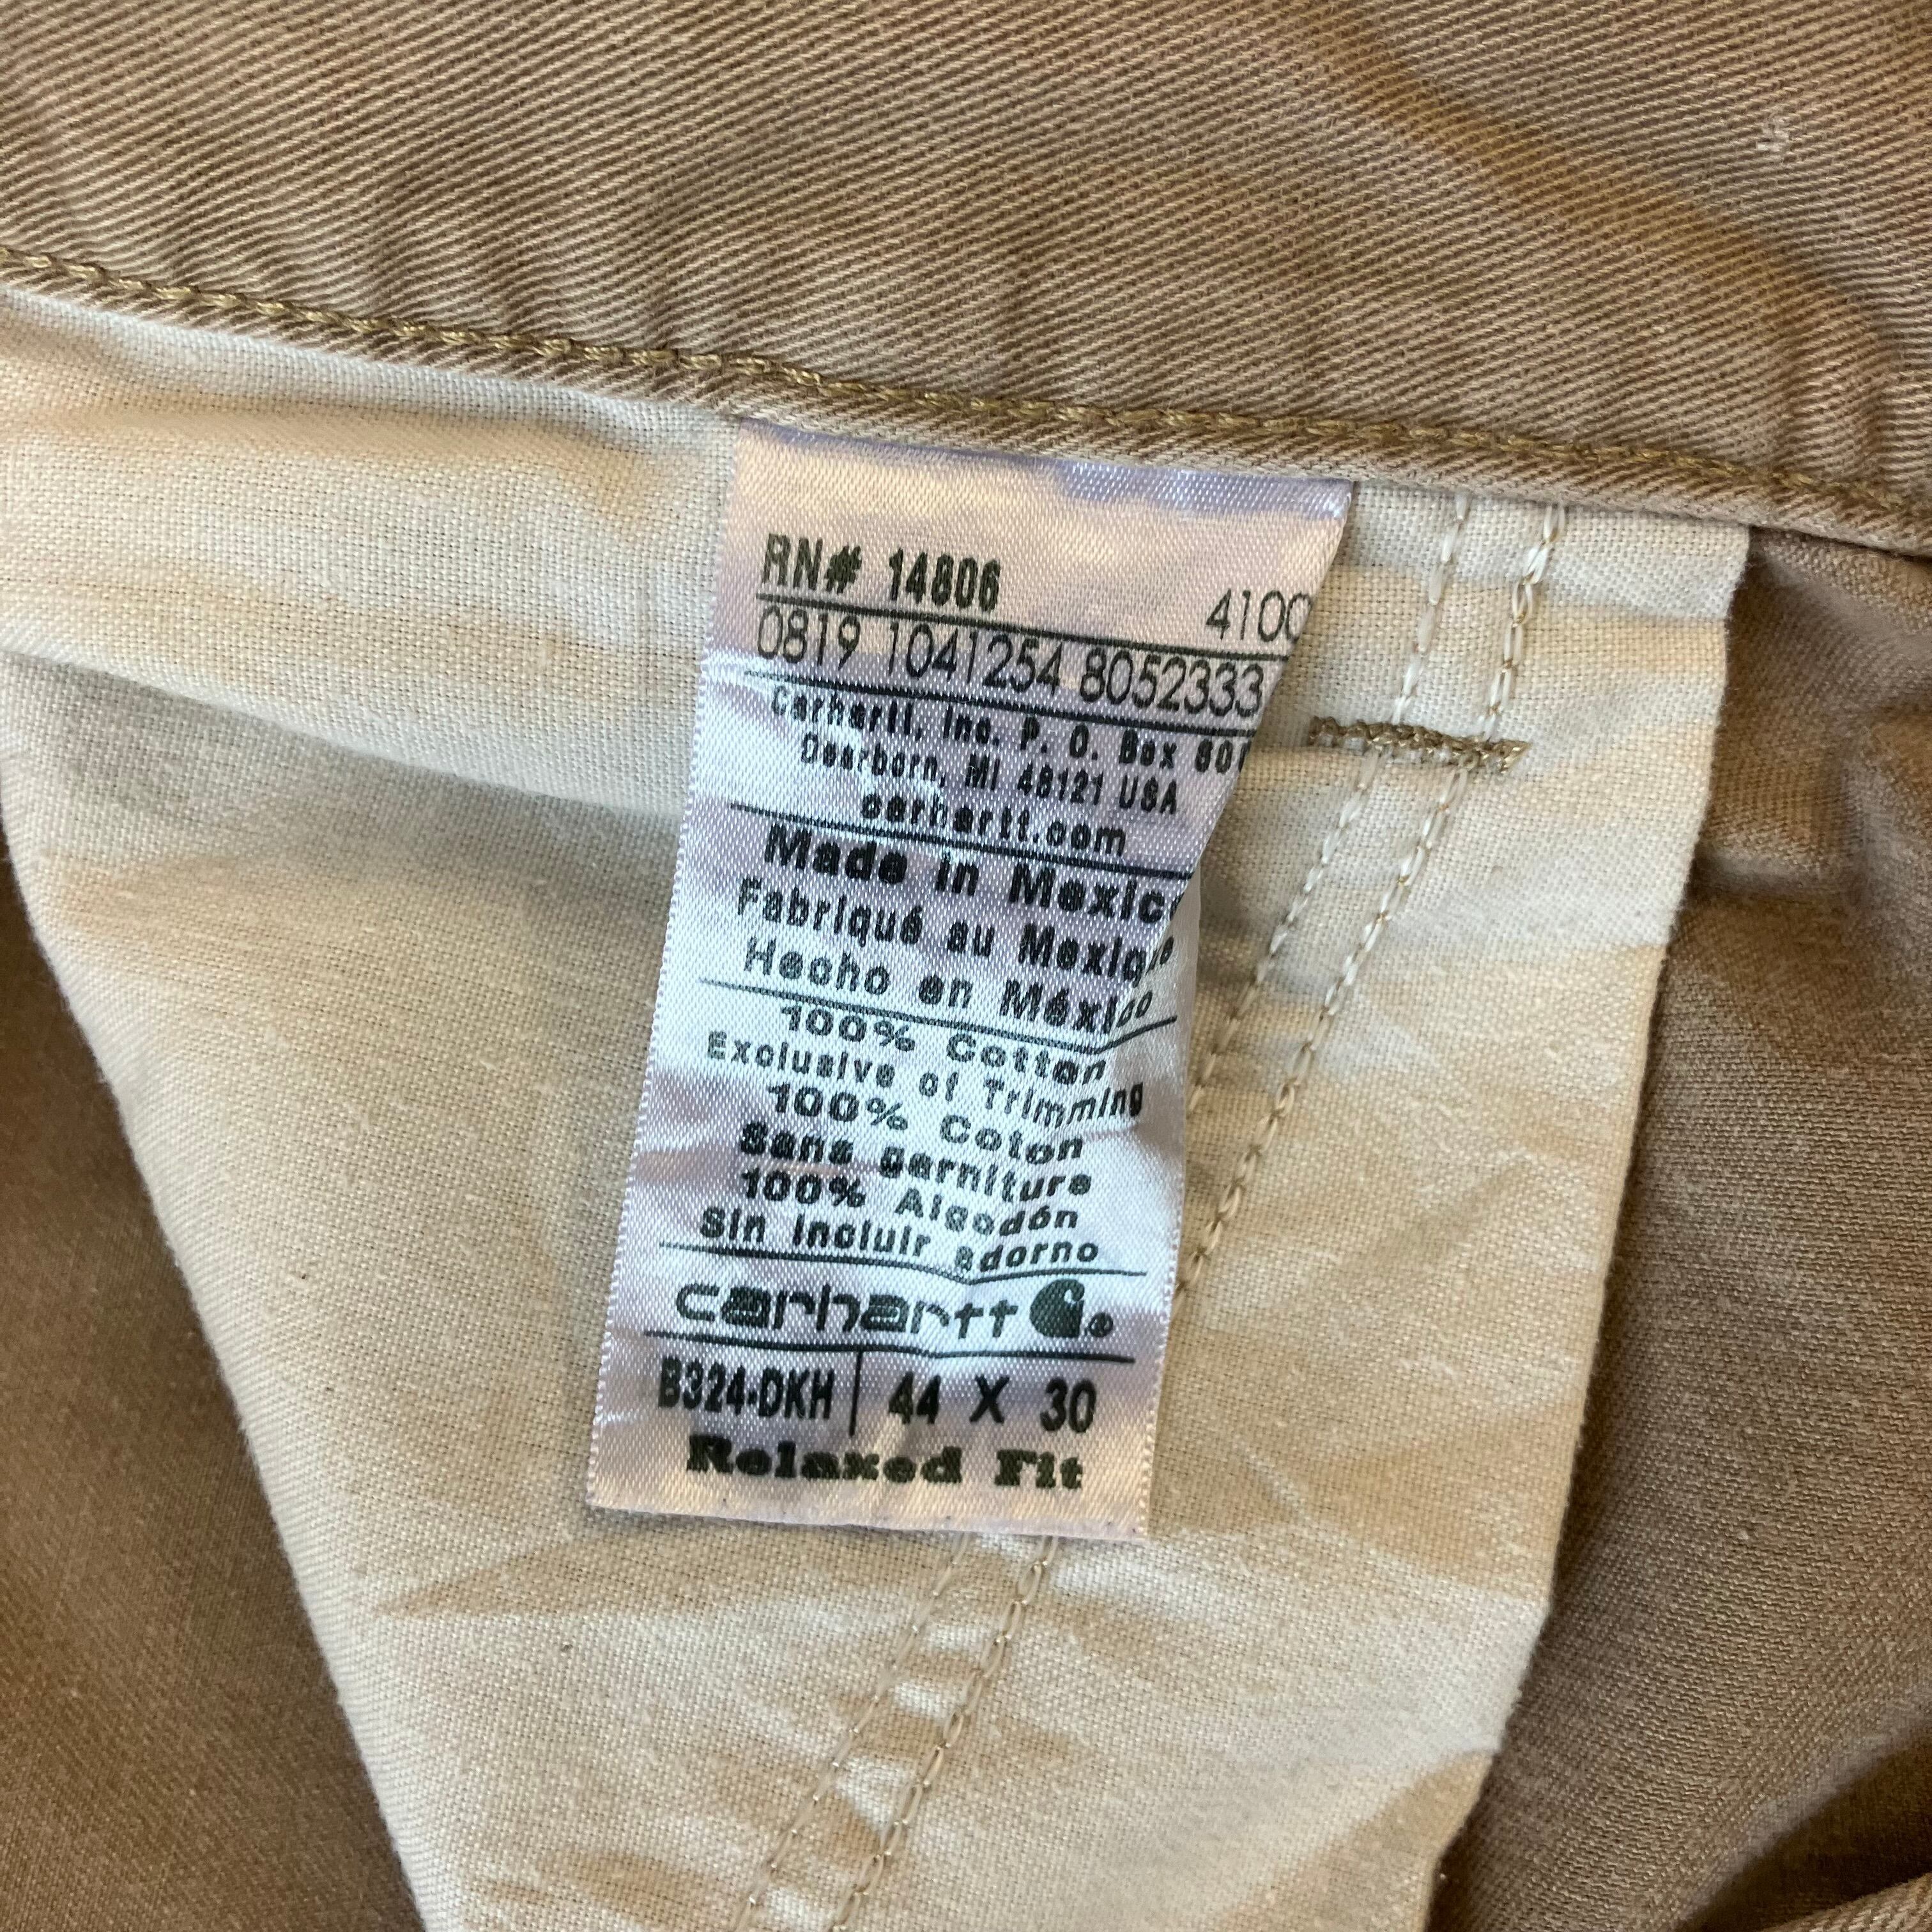 RN# 14806 4100
0819 1041254 8052333
Carhartt, Inc. P. O. Box
Dearborn, MI 48121 USA
carhartt.com
Made in Mexico
Fabriqué au Mexique
Hecho en México
100% Cotton
Exclusive of Trimming
100% Coton
Sans garniture
100% Algodón
Sin incluir adorno
carhartt
B324-DKH 44 X 30
Relaxed Fit